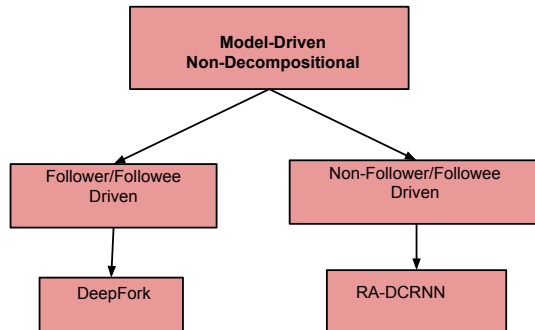 Model-Driven
Non-Decompositional
Follower/Followee
Driven
Non-Follower/Followee
Driven
DeepFork
RA-DCRNN